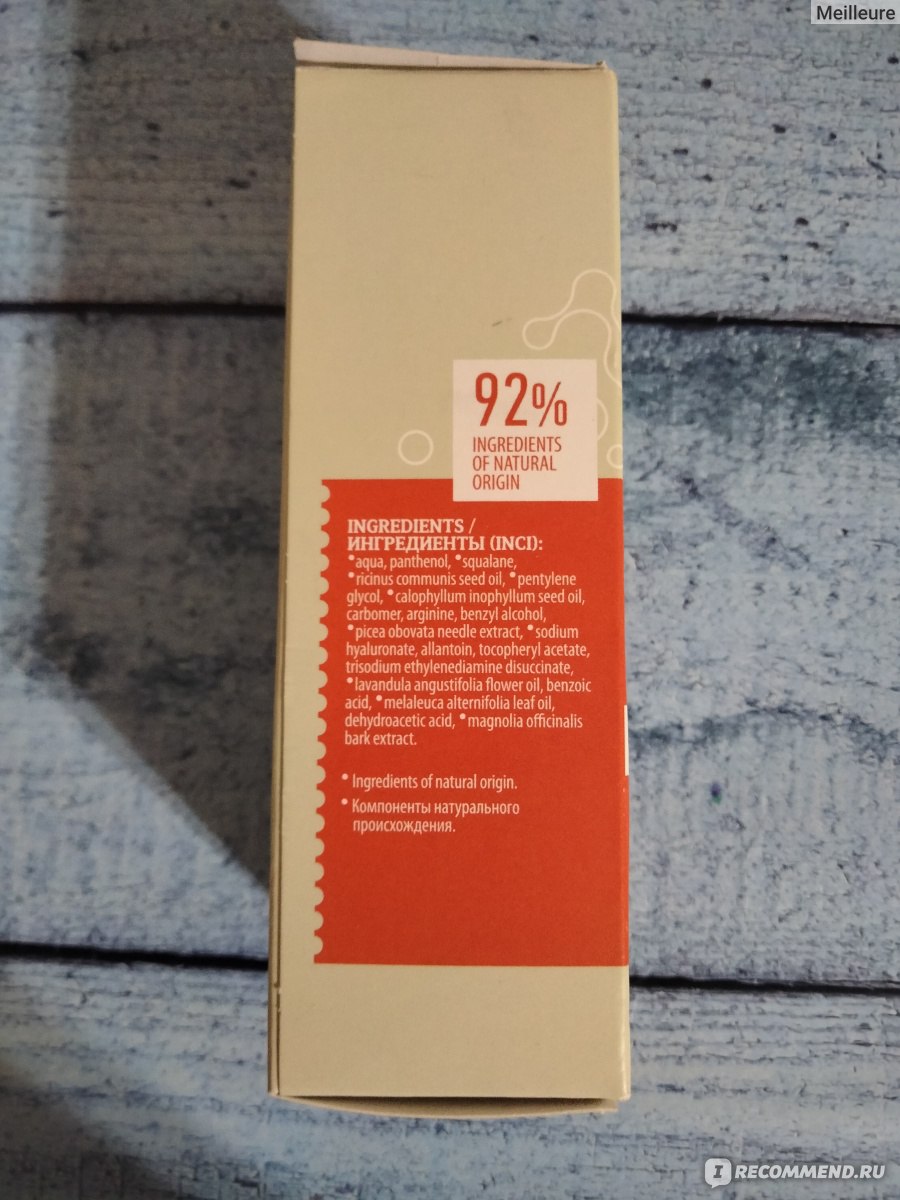 Meilleure
92%
INGREDIENTS
OF NATURAL
ORIGIN
INGREDIENTS /
ИНГРЕДИЕНТЫ (INCI):
•aqua, panthenol, •squalane,
•ricinus communis seed oil, •pentylene
glycol, •calophyllum inophyllum seed oil,
carbomer, arginine, benzyl alcohol,
•picea obovata needle extract, •sodium
hyaluronate, allantoin, tocopheryl acetate,
trisodium ethylenediamine disuccinate,
•lavandula angustifolia flower oil, benzoic
acid, •melaleuca alternifolia leaf oil,
dehydroacetic acid, •magnolia officinalis
bark extract.
• Ingredients of natural origin.
• Компоненты натурального
происхождения.
IRECOMMEND.RU